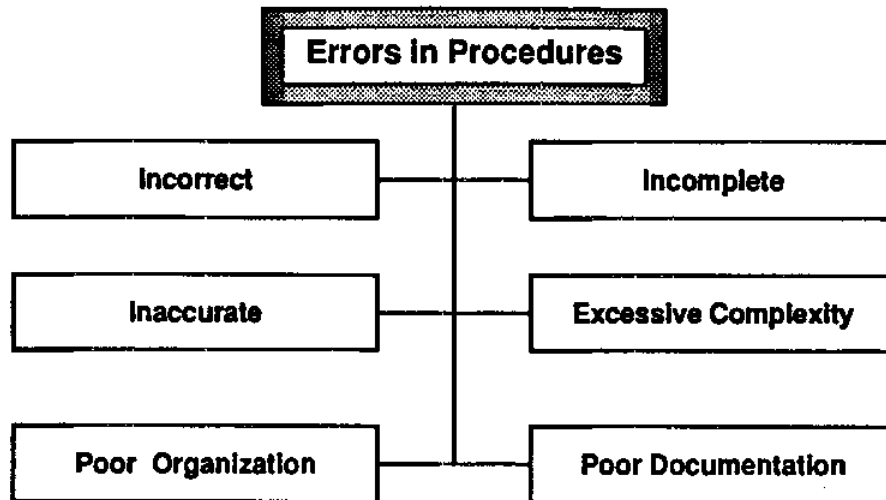 Errors in Procedures
Incorrect
Incomplete
Inaccurate
Excessive Complexity
Poor Organization
Poor Documentation